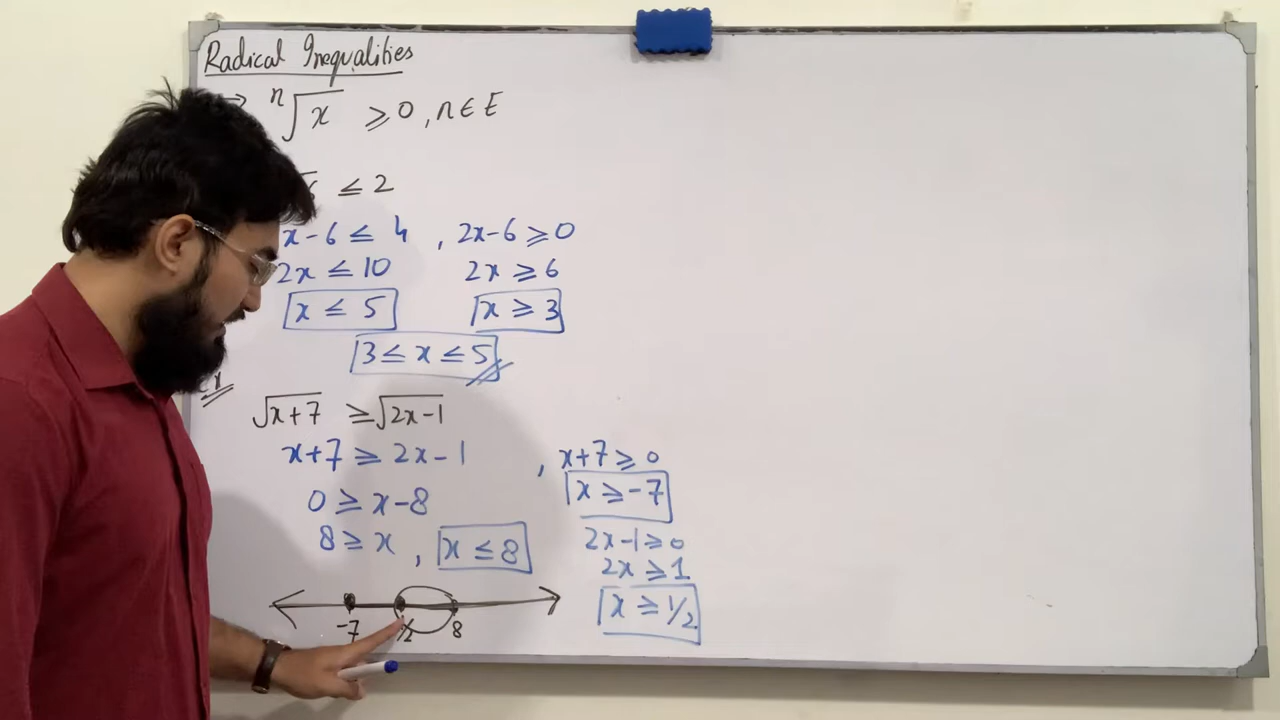 Radical Inequalities
→ ⁿ√x ≥ 0, n ∈ E
≤ 2
x - 6 ≤ 4 , 2x - 6 ≥ 0
2x ≤ 10 2x ≥ 6
x ≤ 5 x ≥ 3
3 ≤ x ≤ 5
√x+7 ≥ √2x-1
x+7 ≥ 2x-1 , x+7 ≥ 0
0 ≥ x-8 x ≥ -7
8 ≥ x , x ≤ 8 2x-1 ≥ 0
2x ≥ 1
x ≥ 1/2
-7 1/2 8